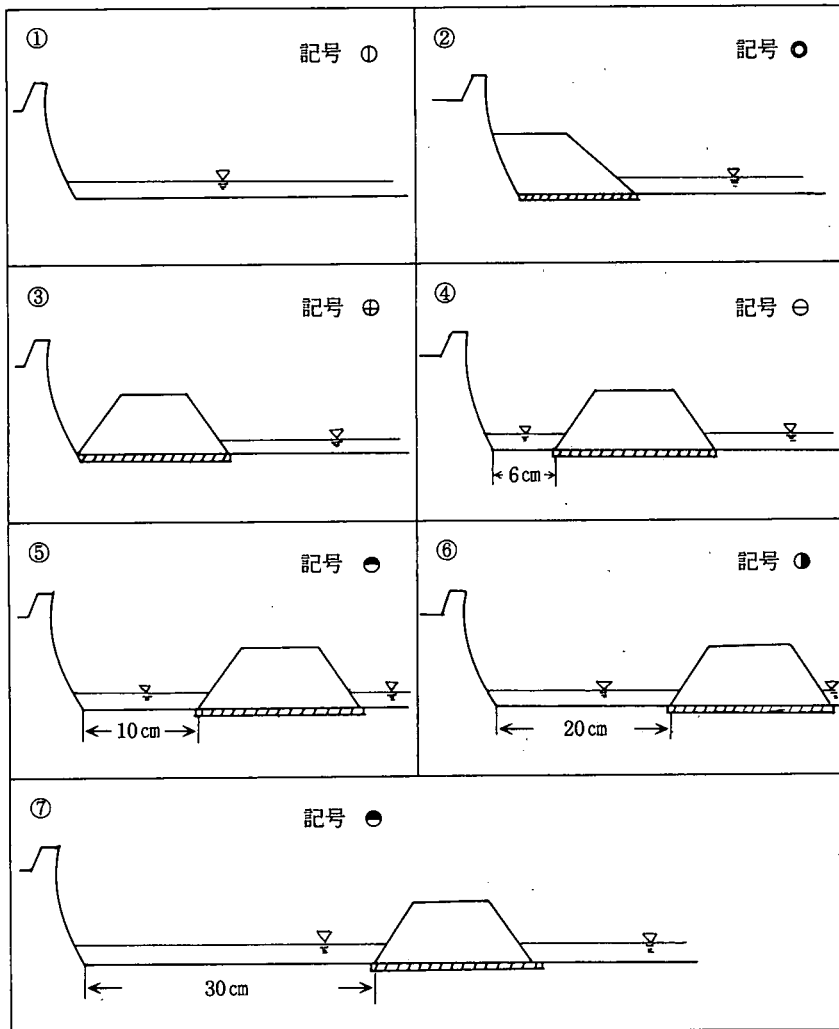 ① 記号 ⦶
② 記号 ○
③ 記号 ⊕
④ 記号 ⊖
6cm
⑤ 記号 ◓
10cm
⑥ 記号 ◑
20cm
⑦ 記号 ◓
30cm